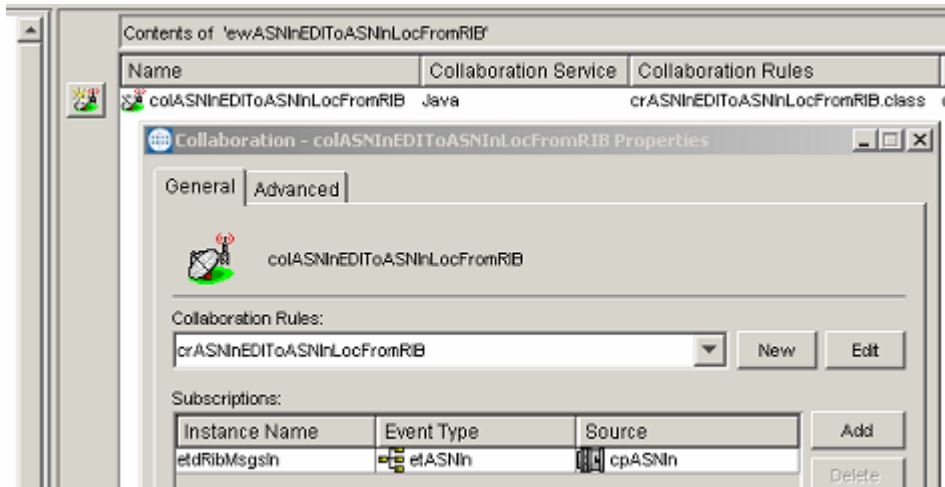 Contents of 'ewASNInEDIToASNInLocFromRIB'
Name Collaboration Service Collaboration Rules
colASNInEDIToASNInLocFromRIB Java crASNInEDIToASNInLocFromRIB.class
Collaboration - colASNInEDIToASNInLocFromRIB Properties
General Advanced
colASNInEDIToASNInLocFromRIB
Collaboration Rules:
crASNInEDIToASNInLocFromRIB New Edit
Subscriptions:
Instance Name Event Type Source Add
etdRibMsgsIn etASNIn cpASNIn
Delete